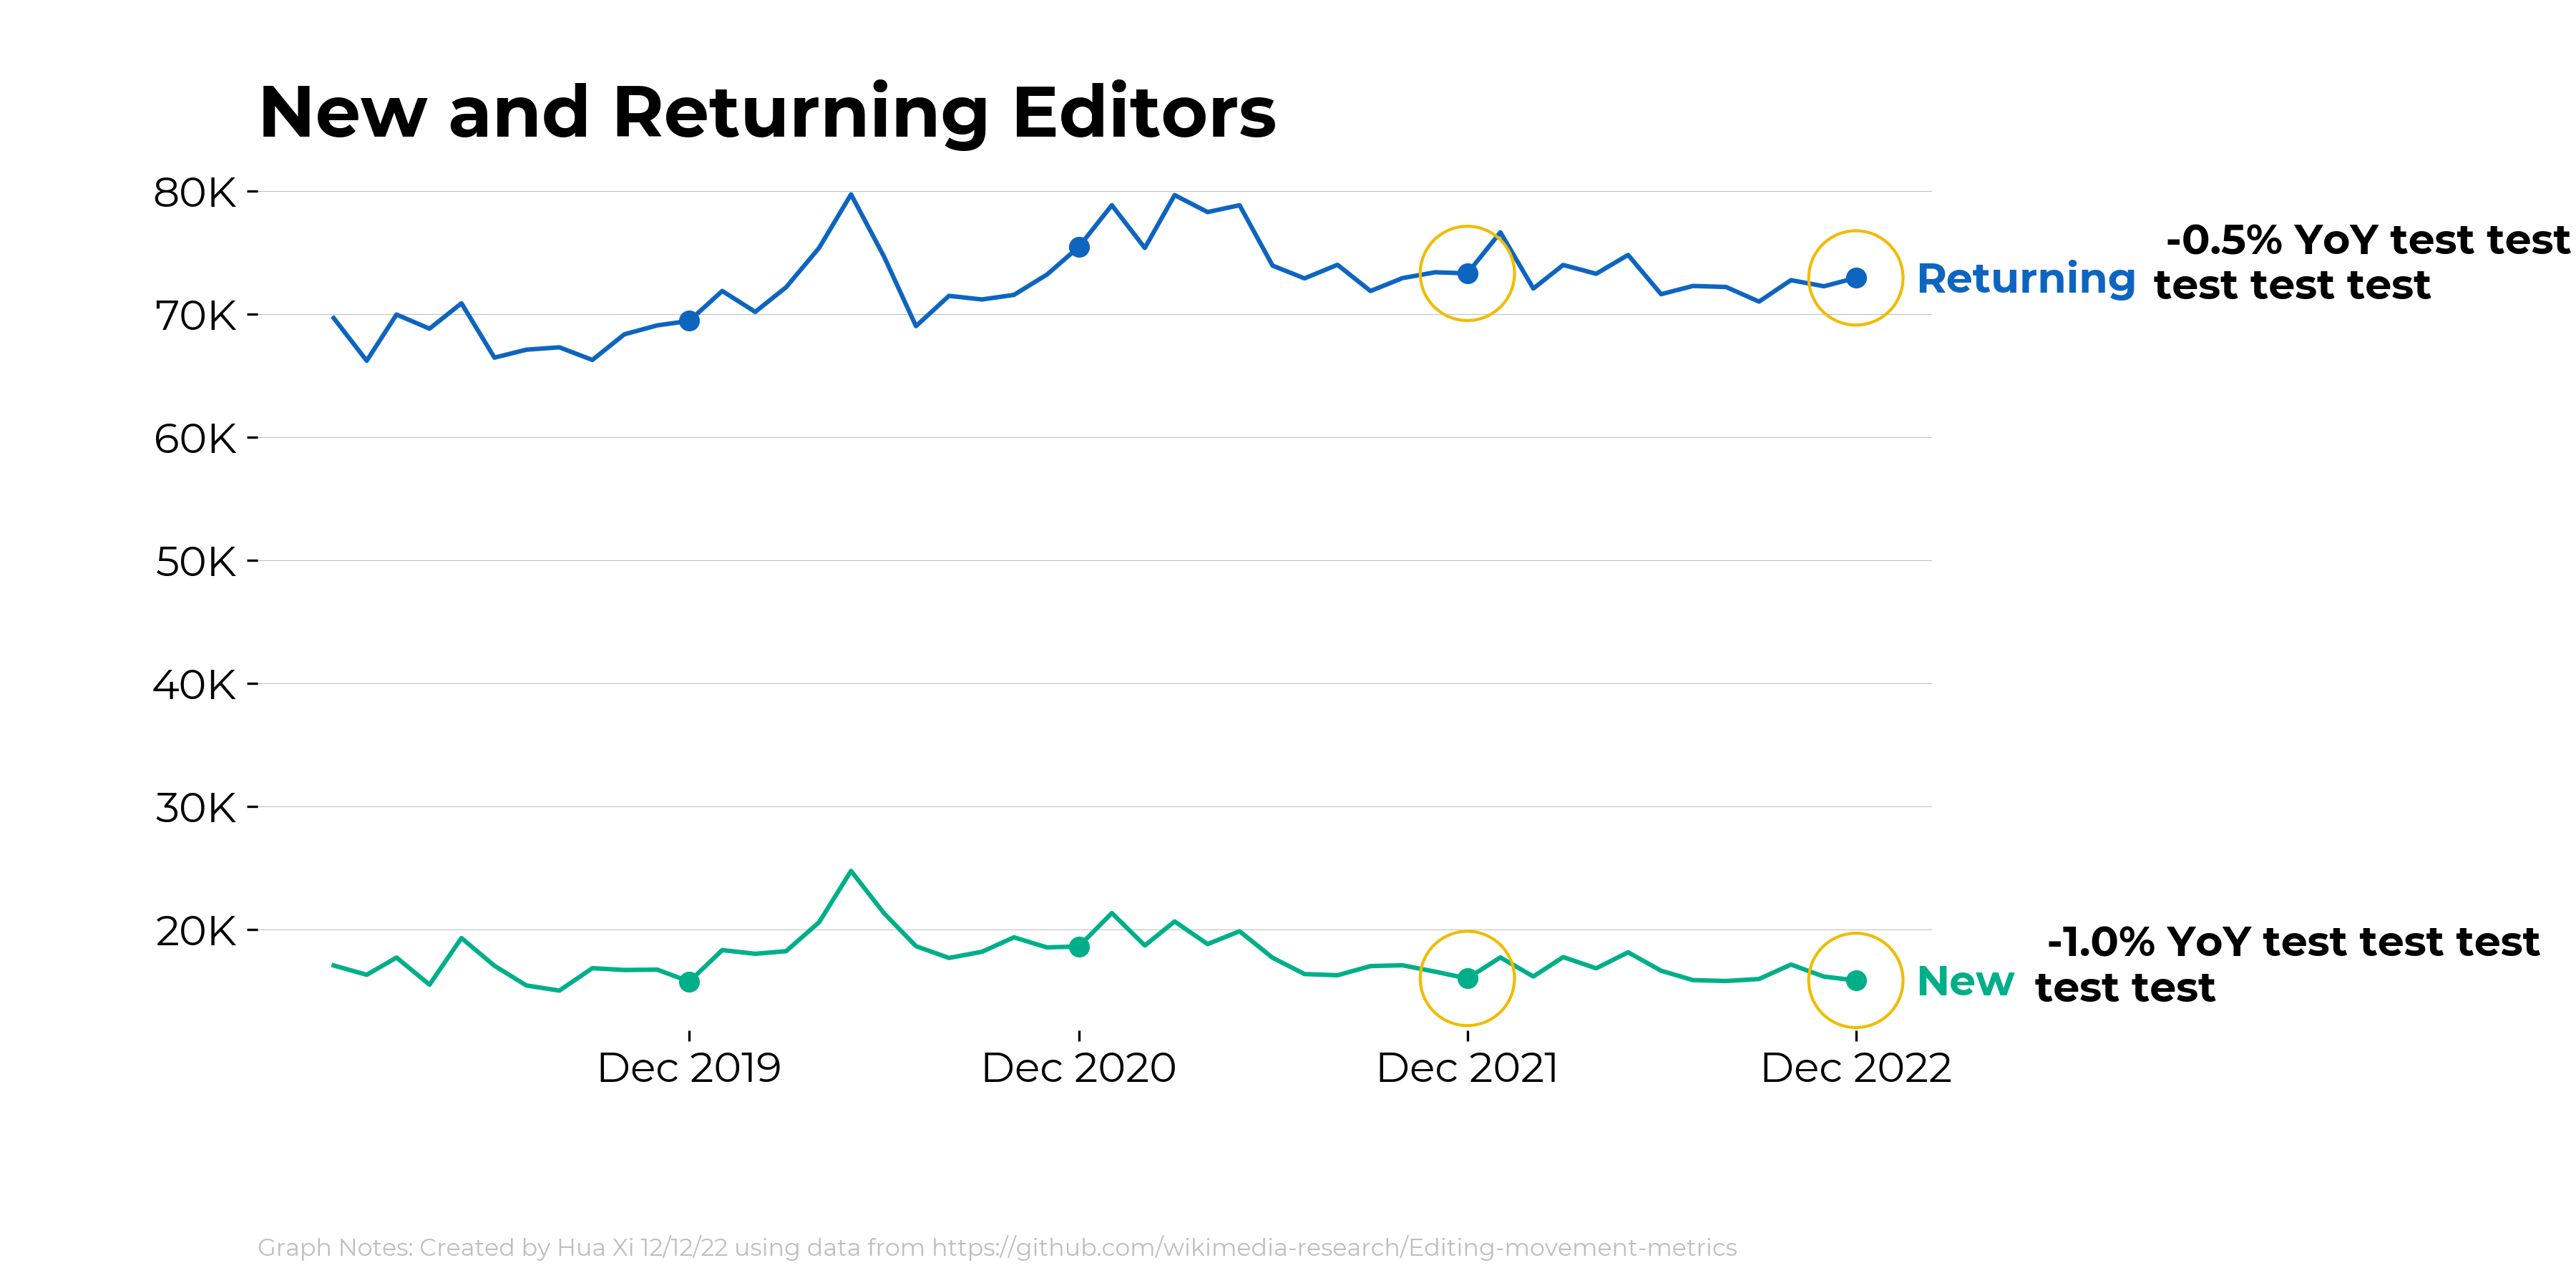 New and Returning Editors
80K
70K
60K
50K
40K
30K
20K
Returning
-0.5% YoY test test
test test test
New
-1.0% YoY test test test
test test
Dec 2019
Dec 2020
Dec 2021
Dec 2022
Graph Notes: Created by Hua Xi 12/12/22 using data from https://github.com/wikimedia-research/Editing-movement-metrics